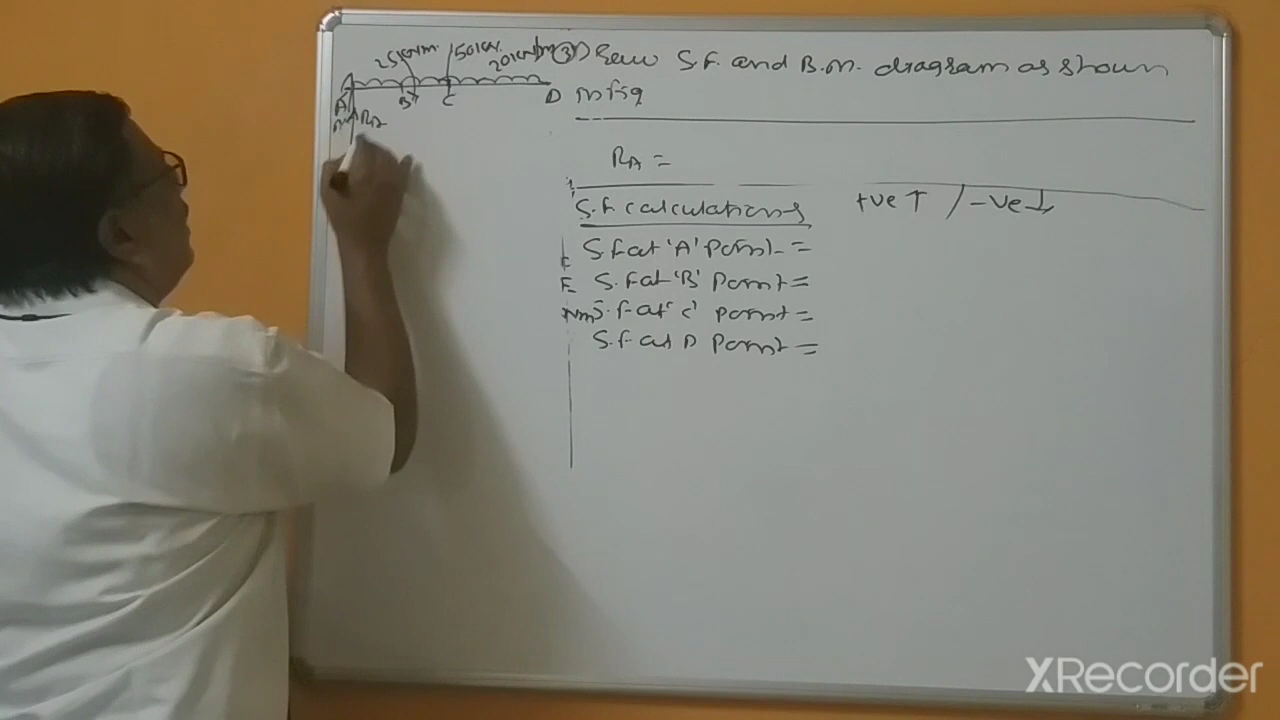 25kN/m. 50kN. 20kN/m
A B C D
RA
③ Draw S.F. and B.M. diagram as shown
in fig
RA =
S.F calculations +ve ↑ / -ve ↓
S.F at 'A' Point =
S.F at 'B' Point =
S.F at 'C' point =
S.F at D Point =
XRecorder